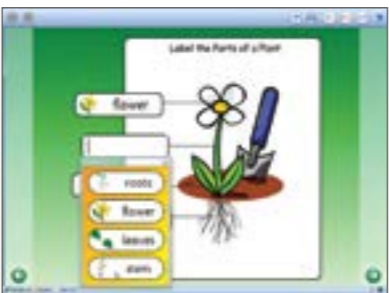 Label the Parts of a Plant
flower
roots
flower
leaves
stem